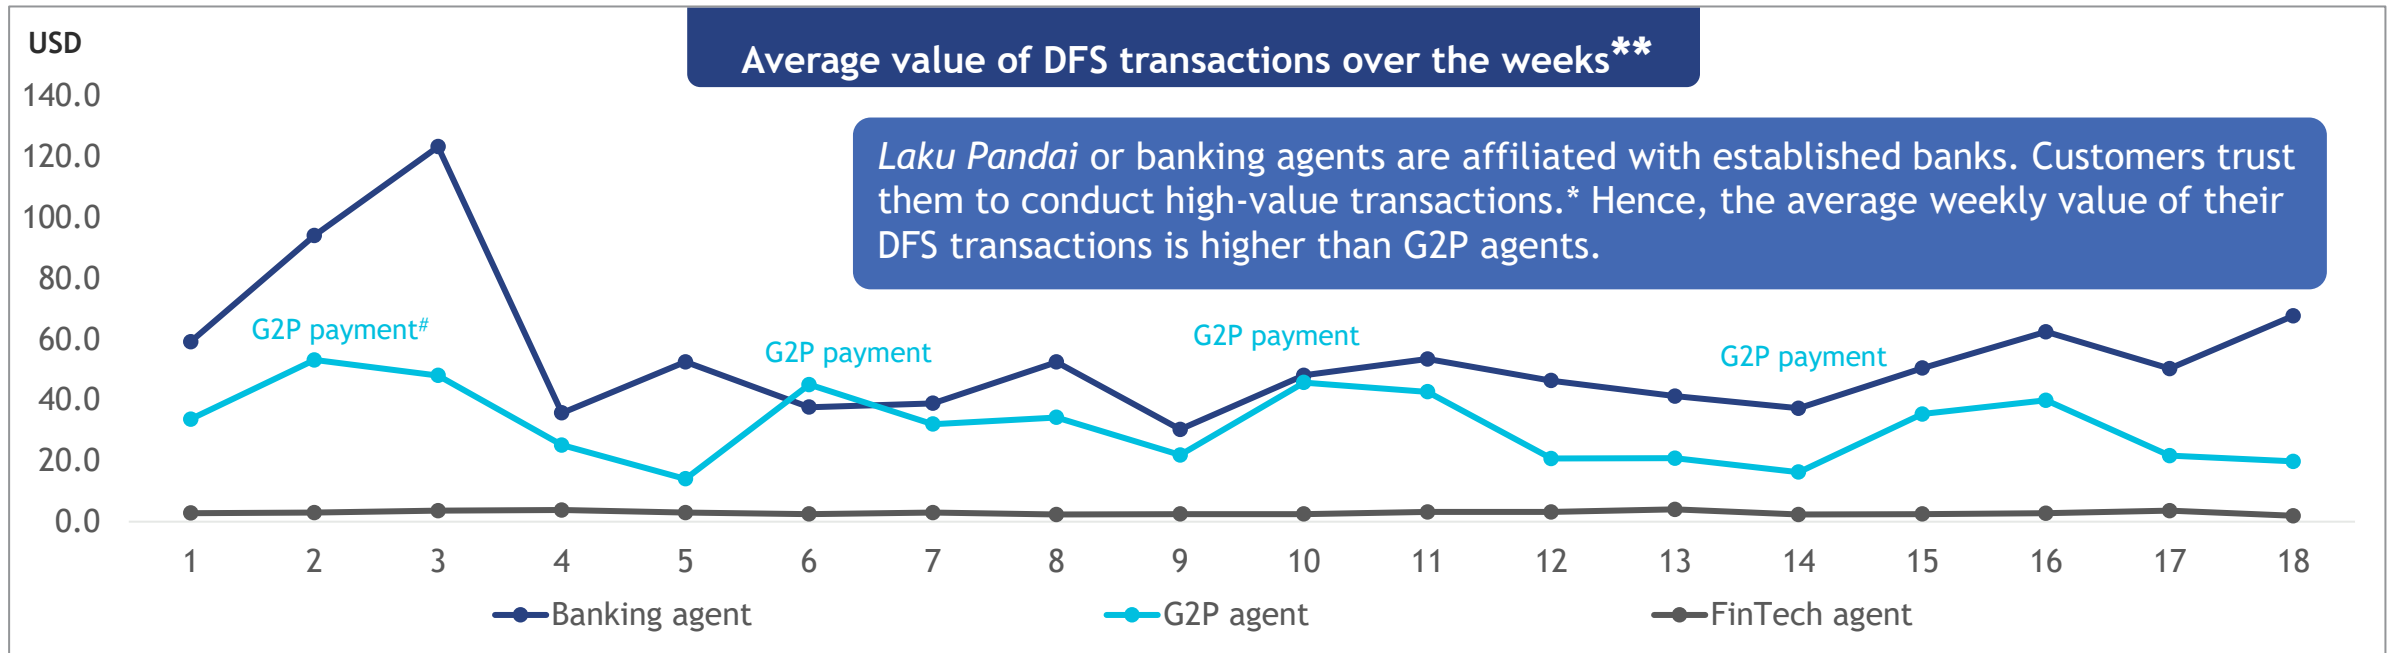 USD
Average value of DFS transactions over the weeks**
140.0
120.0
100.0
80.0
60.0
40.0
20.0
0.0
Laku Pandai or banking agents are affiliated with established banks. Customers trust
them to conduct high-value transactions.* Hence, the average weekly value of their
DFS transactions is higher than G2P agents.
G2P payment#
G2P payment
G2P payment
G2P payment
1 2 3 4 5 6 7 8 9 10 11 12 13 14 15 16 17 18
Banking agent G2P agent FinTech agent